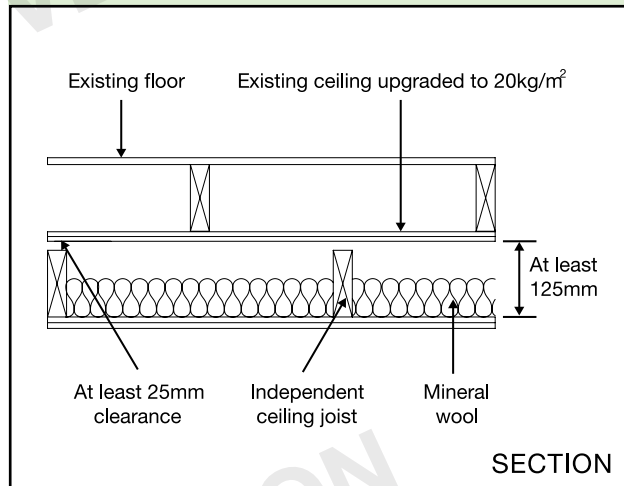 Existing floor
Existing ceiling upgraded to 20kg/m²
At least
125mm
At least 25mm
clearance
Independent
ceiling joist
Mineral
wool
SECTION